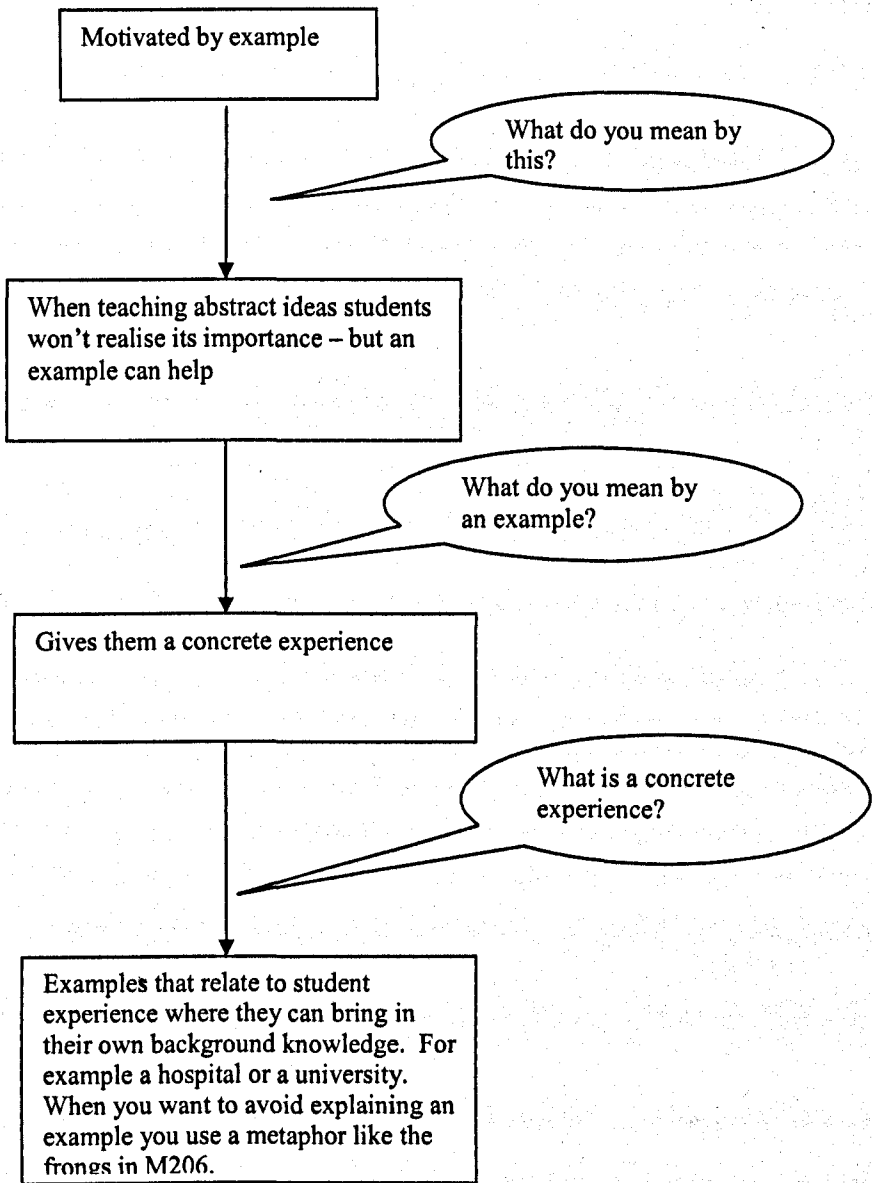 Motivated by example
What do you mean by
this?
When teaching abstract ideas students
won't realise its importance – but an
example can help
What do you mean by
an example?
Gives them a concrete experience
What is a concrete
experience?
Examples that relate to student
experience where they can bring in
their own background knowledge. For
example a hospital or a university.
When you want to avoid explaining an
example you use a metaphor like the
frongs in M206.